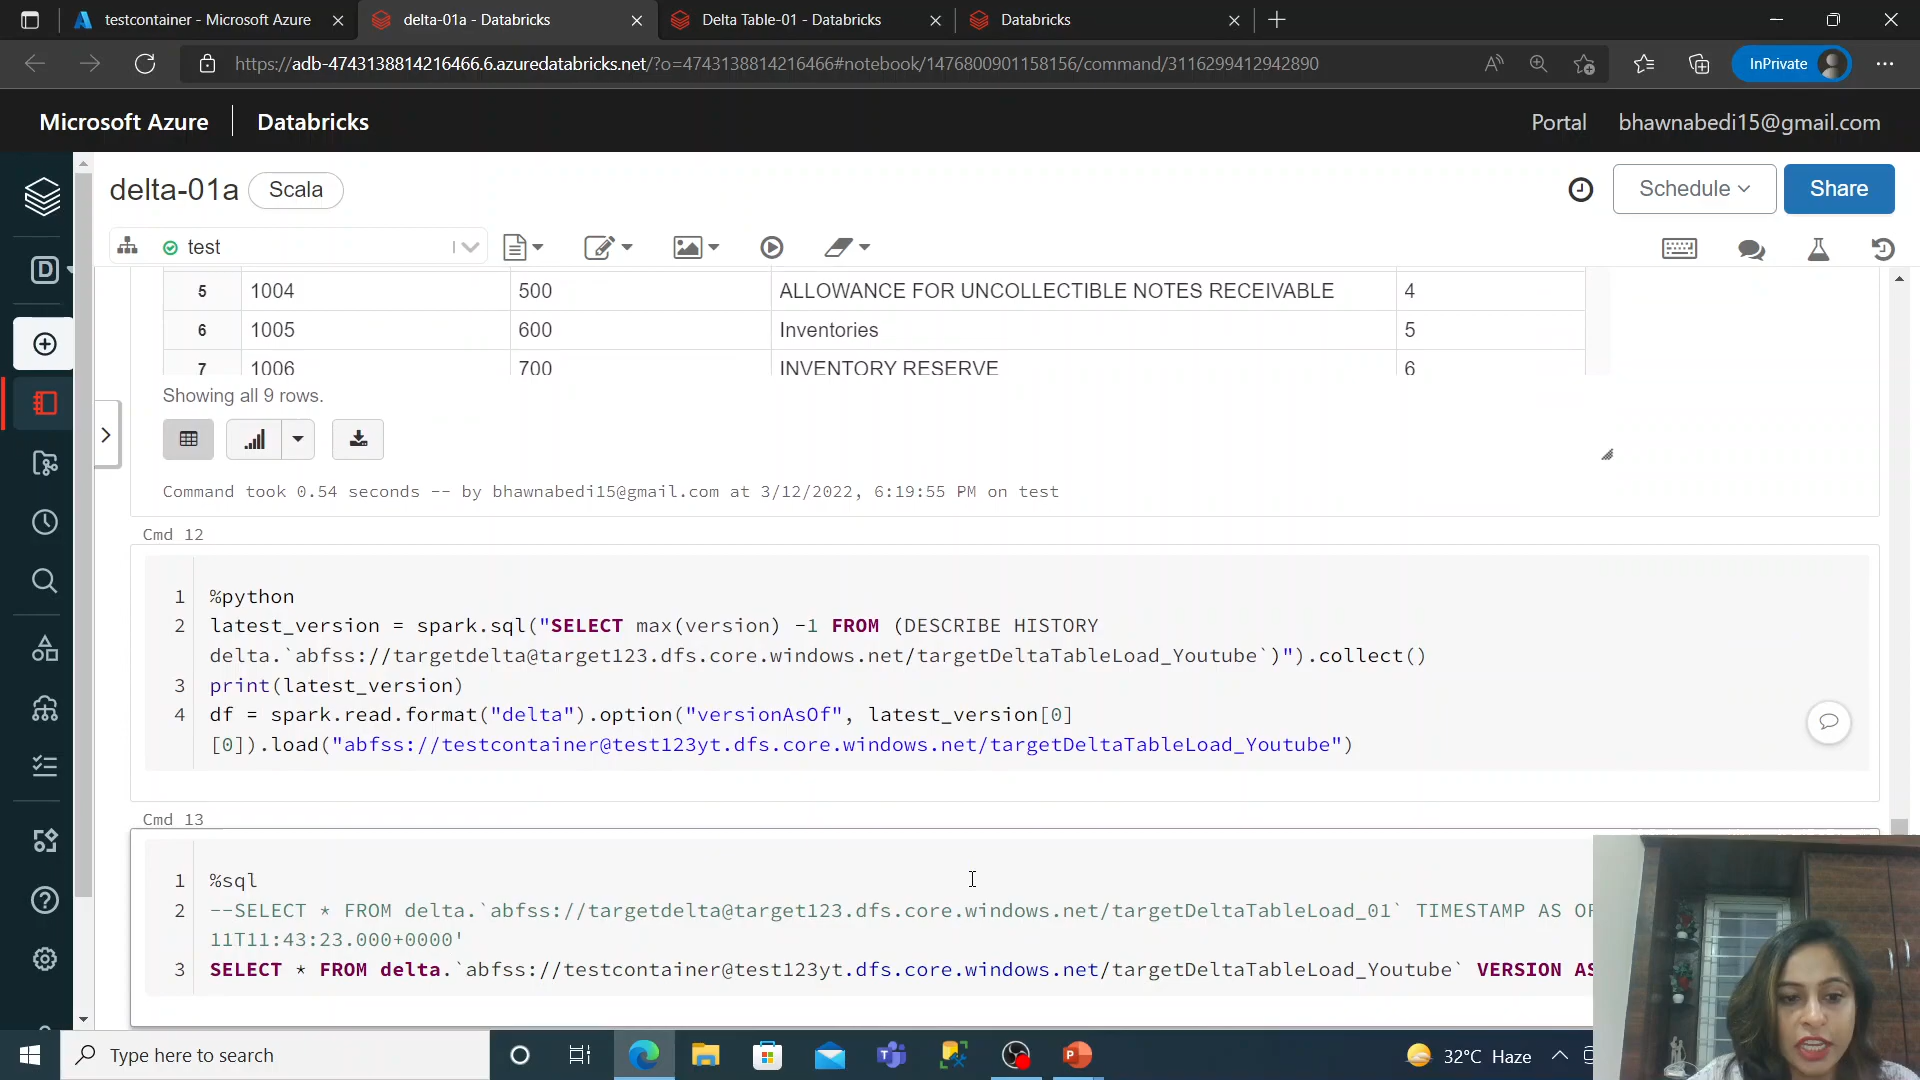 testcontainer - Microsoft Azure
delta-01a - Databricks
Delta Table-01 - Databricks
Databricks
https://adb-4743138814216466.6.azuredatabricks.net/?o=4743138814216466#notebook/1476800901158156/command/3116299412942890
InPrivate
Microsoft Azure
Databricks
Portal
bhawnabedi15@gmail.com
delta-01a
Scala
Schedule
Share
test
5 1004 500 ALLOWANCE FOR UNCOLLECTIBLE NOTES RECEIVABLE 4
6 1005 600 Inventories 5
7 1006 700 INVENTORY RESERVE 6
Showing all 9 rows.
Command took 0.54 seconds -- by bhawnabedi15@gmail.com at 3/12/2022, 6:19:55 PM on test
Cmd 12
1 %python
2 latest_version = spark.sql("SELECT max(version) -1 FROM (DESCRIBE HISTORY
delta.`abfss://targetdelta@target123.dfs.core.windows.net/targetDeltaTableLoad_Youtube`)").collect()
3 print(latest_version)
4 df = spark.read.format("delta").option("versionAsOf", latest_version[0]
[0]).load("abfss://testcontainer@test123yt.dfs.core.windows.net/targetDeltaTableLoad_Youtube")
Cmd 13
1 %sql
2 --SELECT * FROM delta.`abfss://targetdelta@target123.dfs.core.windows.net/targetDeltaTableLoad_01` TIMESTAMP AS OF
11T11:43:23.000+0000'
3 SELECT * FROM delta.`abfss://testcontainer@test123yt.dfs.core.windows.net/targetDeltaTableLoad_Youtube` VERSION AS
Type here to search
32°C Haze